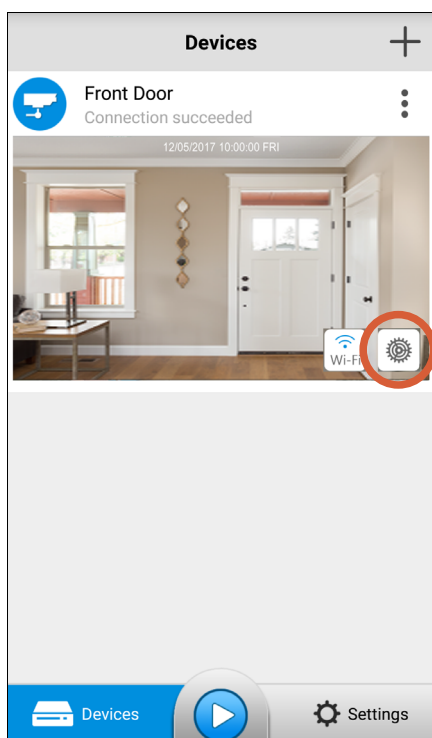 Devices
Front Door
Connection succeeded
12/05/2017 10:00:00 FRI
Wi-Fi
Devices
Settings